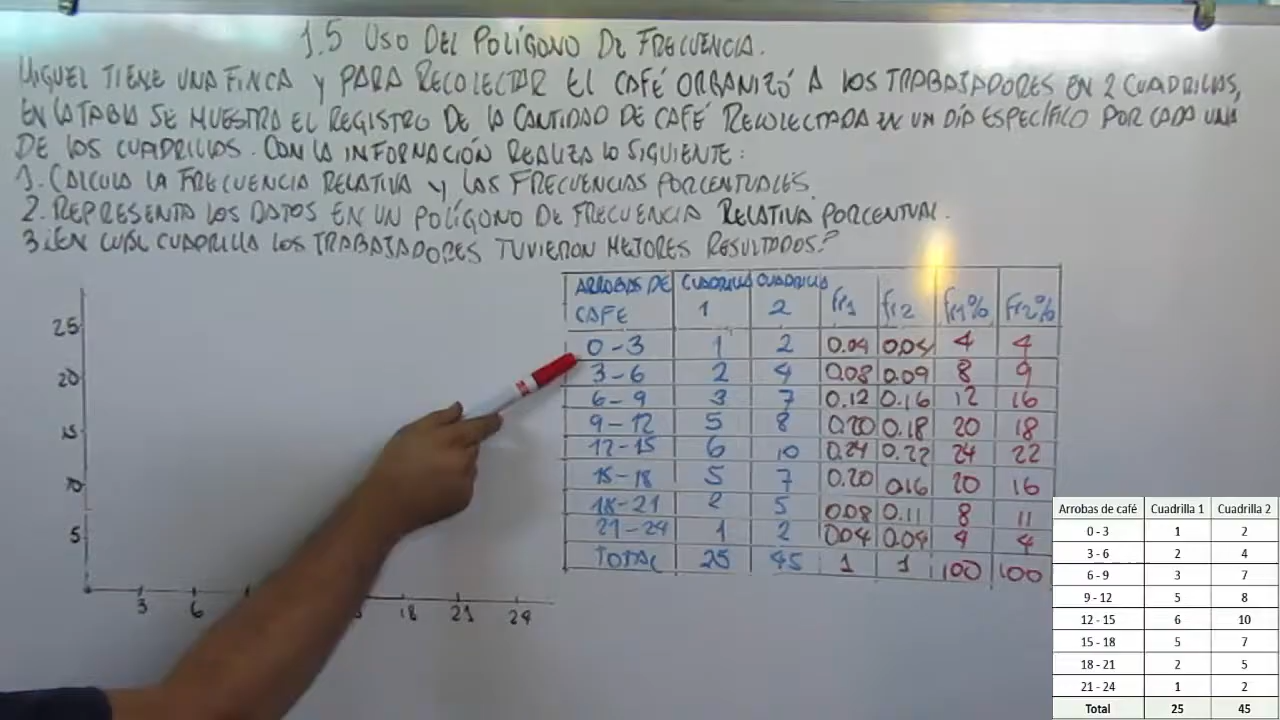 1.5 USO DEL POLÍGONO DE FRECUENCIA.
MIGUEL TIENE UNA FINCA Y PARA RECOLECTAR EL CAFÉ ORGANIZÓ A LOS TRABAJADORES EN 2 CUADRILLAS,
EN LA TABLA SE MUESTRA EL REGISTRO DE LA CANTIDAD DE CAFÉ RECOLECTADA EN UN DÍA ESPECÍFICO POR CADA UNA
DE LOS CUADRILLOS. CON LA INFORMACIÓN REALIZA LO SIGUIENTE:
1. CALCULA LA FRECUENCIA RELATIVA Y LAS FRECUENCIAS PORCENTUALES.
2. REPRESENTA LOS DATOS EN UN POLÍGONO DE FRECUENCIA RELATIVA PORCENTUAL.
3. ¿EN CUÁL CUADRILLA LOS TRABAJADORES TUVIERON MEJORES RESULTADOS?
25
20
15
10
5
3 6 18 21 24
ARROBAS DE CAFE CUADRILLA 1 CUADRILLA 2 fr1 fr2 fr1% fr2%
0-3 1 2 0.04 0.04 4 4
3-6 2 4 0.08 0.09 8 9
6-9 3 7 0.12 0.16 12 16
9-12 5 8 0.20 0.18 20 18
12-15 6 10 0.24 0.22 24 22
15-18 5 7 0.20 0.16 20 16
18-21 2 5 0.08 0.11 8 11
21-24 1 2 0.04 0.04 4 4
TOTAL 25 45 1 1 100 100
Arrobas de café Cuadrilla 1 Cuadrilla 2
0 - 3 1 2
3 - 6 2 4
6 - 9 3 7
9 - 12 5 8
12 - 15 6 10
15 - 18 5 7
18 - 21 2 5
21 - 24 1 2
Total 25 45